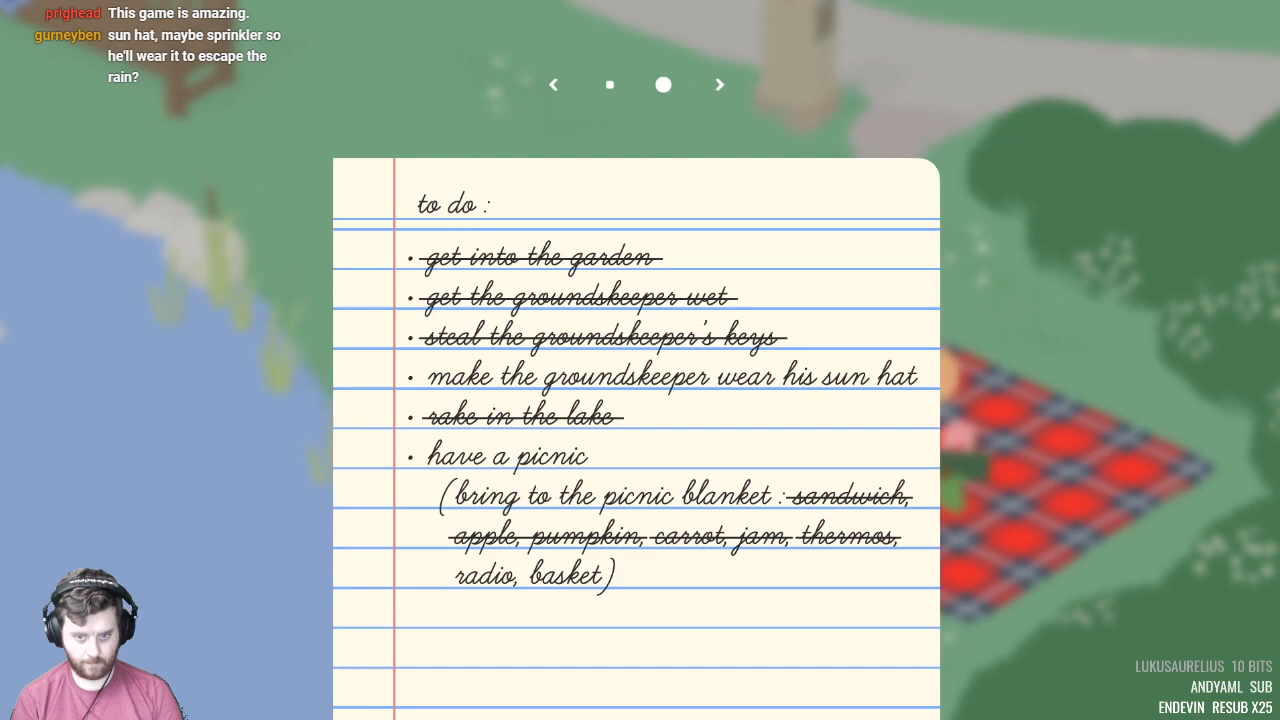 prighead This game is amazing.
gurneyben sun hat, maybe sprinkler so
he'll wear it to escape the
rain?
to do :
• get into the garden
• get the groundskeeper wet
• steal the groundskeeper's keys
• make the groundskeeper wear his sun hat
• rake in the lake
• have a picnic
(bring to the picnic blanket : sandwich,
apple, pumpkin, carrot, jam, thermos,
radio, basket)
LUKUSAURELIUS 10 BITS
ANDYAML SUB
ENDEVIN RESUB X25